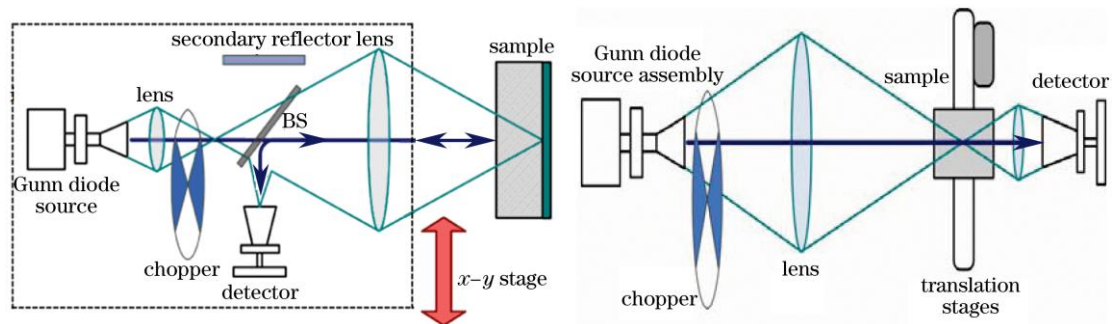 secondary reflector lens
sample
lens
BS
Gunn diode
source
chopper
detector
x–y stage
Gunn diode
source assembly
sample
detector
lens
chopper
translation
stages